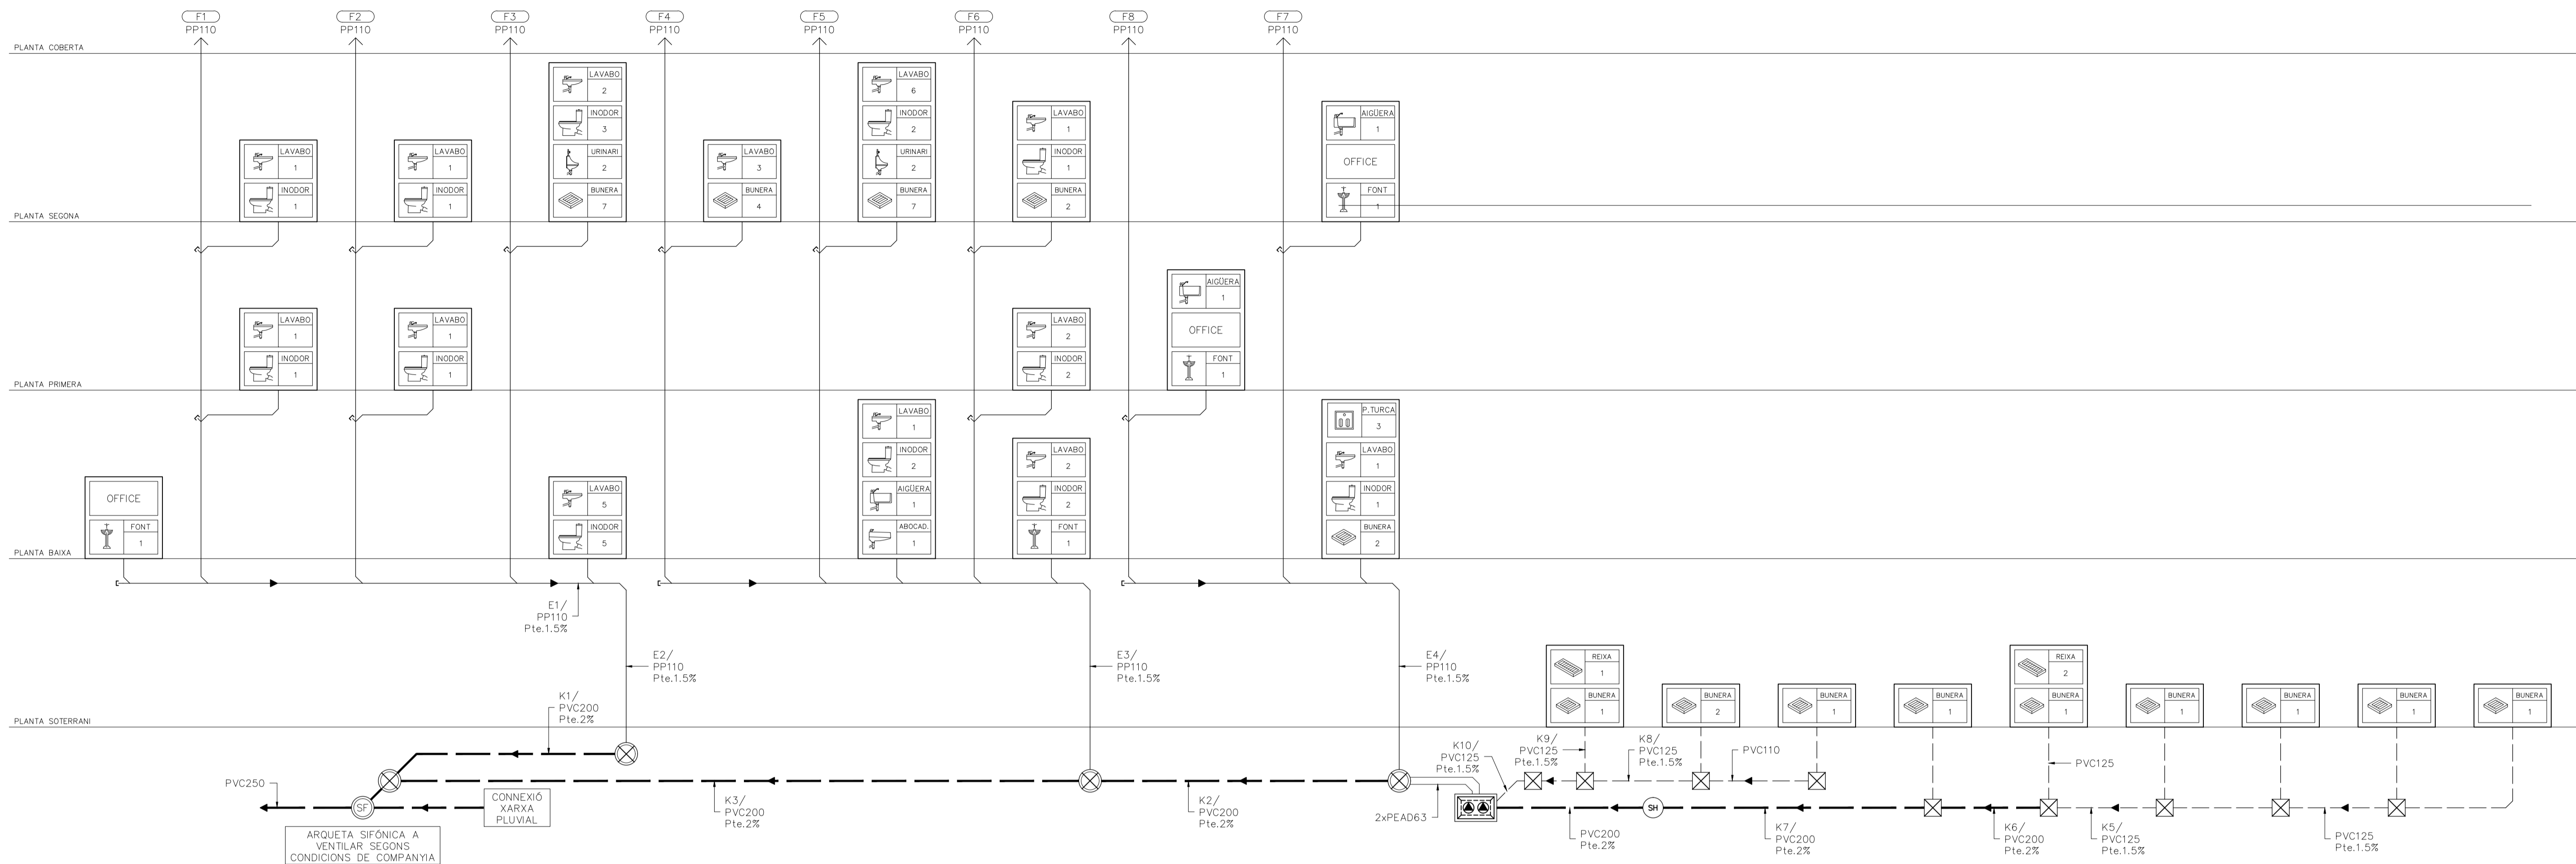 F1
PP110
F2
PP110
F3
PP110
F4
PP110
F5
PP110
F6
PP110
F8
PP110
F7
PP110
PLANTA COBERTA
LAVABO
1
INODOR
1
LAVABO
1
INODOR
1
LAVABO
2
INODOR
3
URINARI
2
BUNERA
7
LAVABO
3
BUNERA
4
LAVABO
6
INODOR
2
URINARI
2
BUNERA
7
LAVABO
1
INODOR
1
BUNERA
2
AIGÜERA
1
OFFICE
FONT
1
PLANTA SEGONA
LAVABO
1
INODOR
1
LAVABO
1
INODOR
1
LAVABO
2
INODOR
2
AIGÜERA
1
OFFICE
FONT
1
PLANTA PRIMERA
OFFICE
FONT
1
LAVABO
5
INODOR
5
LAVABO
1
INODOR
2
AIGÜERA
1
ABOCAD.
1
LAVABO
2
INODOR
2
FONT
1
P.TURCA
3
LAVABO
1
INODOR
1
BUNERA
2
PLANTA BAIXA
E1/
PP110
Pte.1.5%
E2/
PP110
Pte.1.5%
E3/
PP110
Pte.1.5%
E4/
PP110
Pte.1.5%
REIXA
1
BUNERA
1
BUNERA
2
BUNERA
1
BUNERA
1
REIXA
2
BUNERA
1
BUNERA
1
BUNERA
1
BUNERA
1
BUNERA
1
PLANTA SOTERRANI
K1/
PVC200
Pte.2%
K10/
PVC125
Pte.1.5%
K9/
PVC125
Pte.1.5%
K8/
PVC125
Pte.1.5%
PVC110
PVC125
PVC250
SF
CONNEXIÓ
XARXA
PLUVIAL
K3/
PVC200
Pte.2%
K2/
PVC200
Pte.2%
2xPEAD63
PVC200
Pte.2%
SH
K7/
PVC200
Pte.2%
K6/
PVC200
Pte.2%
K5/
PVC125
Pte.1.5%
PVC125
Pte.1.5%
ARQUETA SIFÓNICA A
VENTILAR SEGONS
CONDICIONS DE COMPANYIA